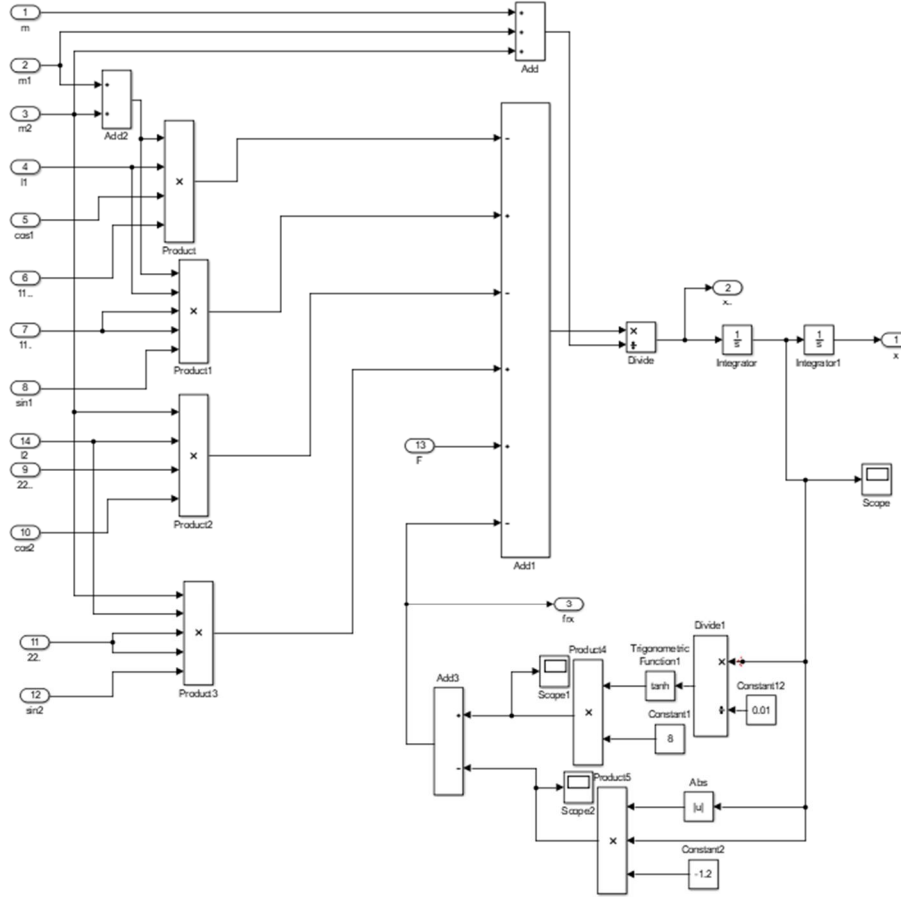 1
m
+
+
+
Add
2
m1
+
+
Add2
3
m2
4
l1
×
Product
5
cos1
6
11..
7
11.
×
Product1
8
sin1
14
l2
9
22..
×
Product2
10
cos2
11
22.
×
Product3
12
sin2
-
+
-
+
+
-
Add1
13
F
×
÷
Divide
2
x..
1
s
Integrator
1
s
Integrator1
1
x
Scope
3
frx
Divide1
×
÷
Trigonometric
Function1
tanh
Constant12
0.01
Product4
×
Constant1
8
Scope1
Add3
+
-
Scope2
Product5
×
Abs
|u|
Constant2
-1.2